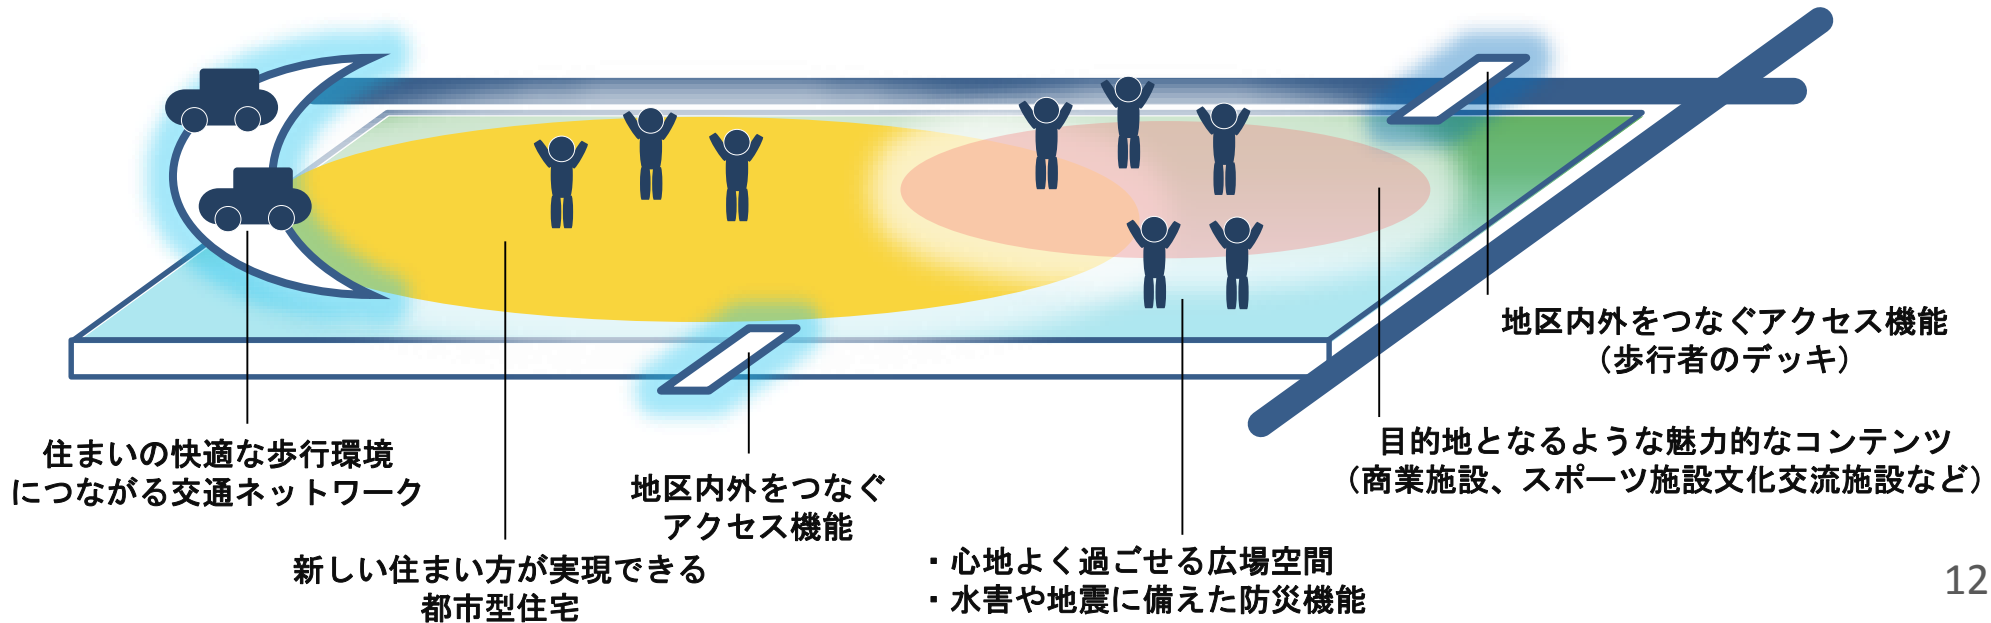 住まいの快適な歩行環境
につながる交通ネットワーク
新しい住まい方が実現できる
都市型住宅
地区内外をつなぐ
アクセス機能
・心地よく過ごせる広場空間
・水害や地震に備えた防災機能
地区内外をつなぐアクセス機能
（歩行者のデッキ）
目的地となるような魅力的なコンテンツ
（商業施設、スポーツ施設文化交流施設など）
12